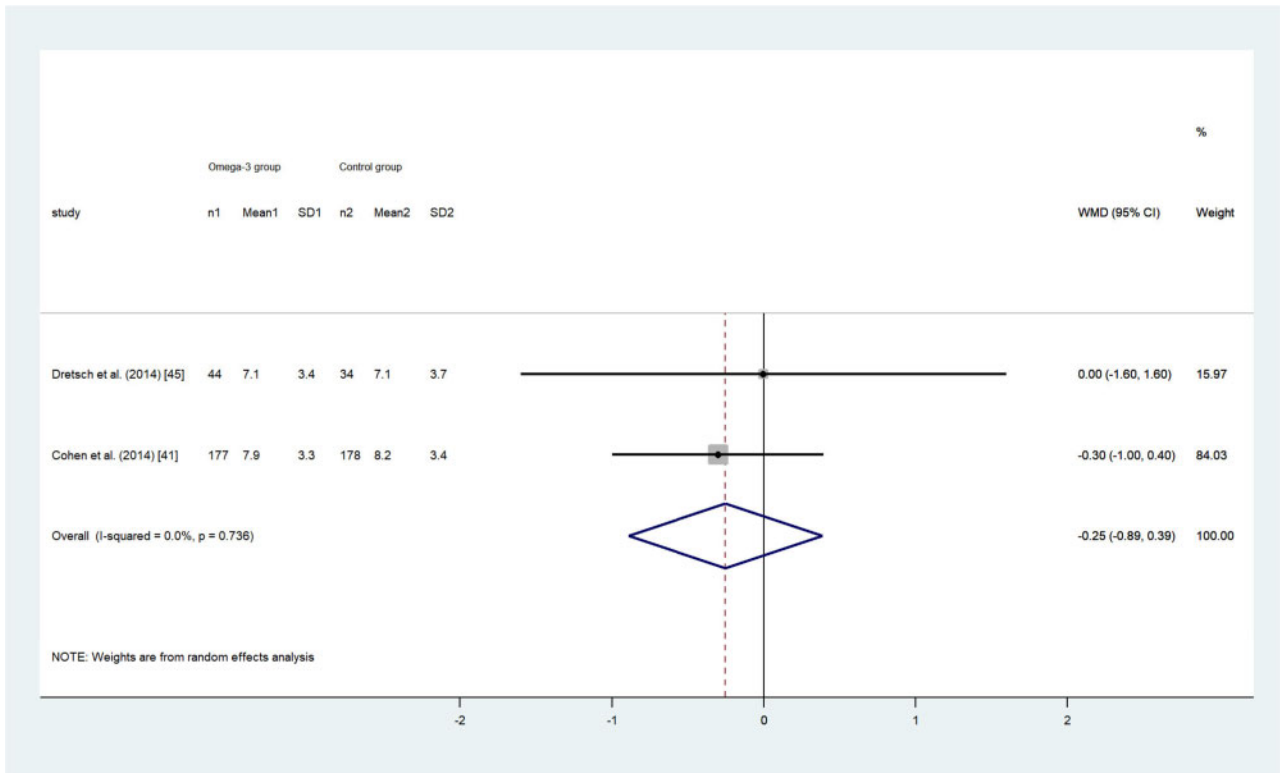 %
Omega-3 group Control group
study n1 Mean1 SD1 n2 Mean2 SD2 WMD (95% CI) Weight
Dretsch et al. (2014) [45] 44 7.1 3.4 34 7.1 3.7 0.00 (-1.60, 1.60) 15.97
Cohen et al. (2014) [41] 177 7.9 3.3 178 8.2 3.4 -0.30 (-1.00, 0.40) 84.03
Overall (I-squared = 0.0%, p = 0.736) -0.25 (-0.89, 0.39) 100.00
NOTE: Weights are from random effects analysis
-2 -1 0 1 2